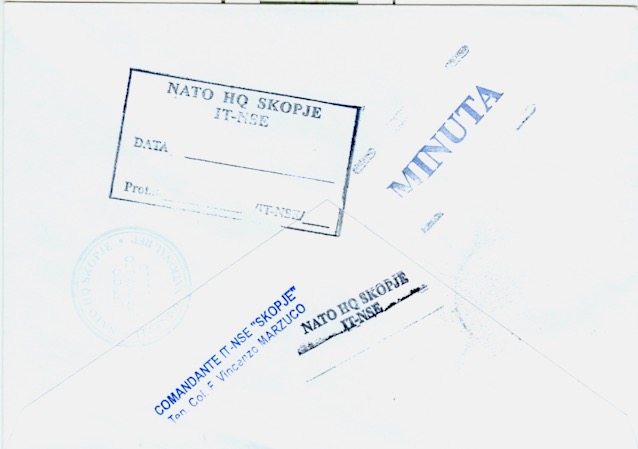 NATO HQ SKOPJE
IT-NSE
DATA
Prot.
IT-NSE/
MINUTA
COMANDANTE IT-NSE "SKOPJE"
Ten. Col. F. Vincenzo MARZUCO
NATO HQ SKOPJE
IT-NSE